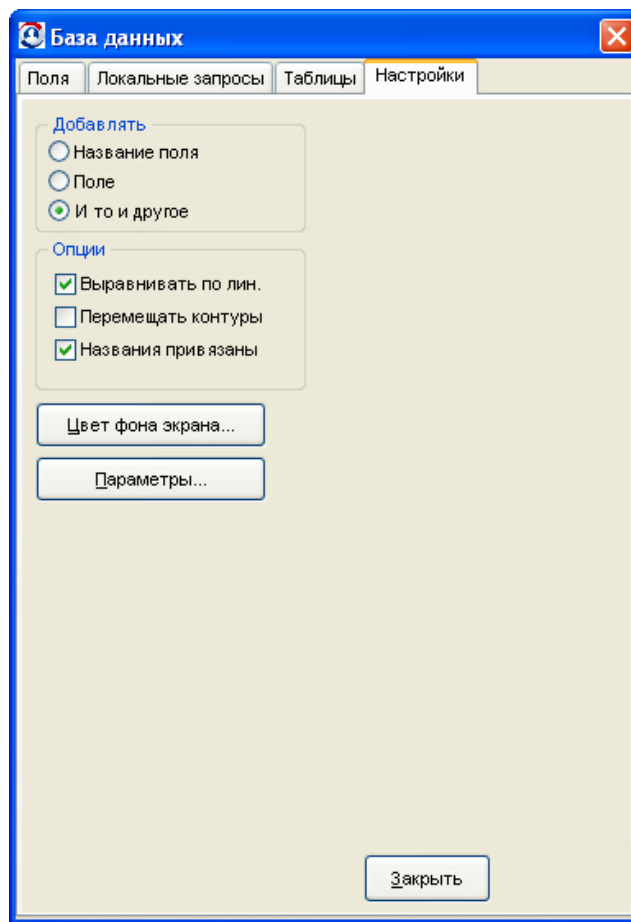 База данных
Поля Локальные запросы Таблицы Настройки
Добавлять
Название поля
Поле
И то и другое
Опции
Выравнивать по лин.
Перемещать контуры
Названия привязаны
Цвет фона экрана...
Параметры...
Закрыть